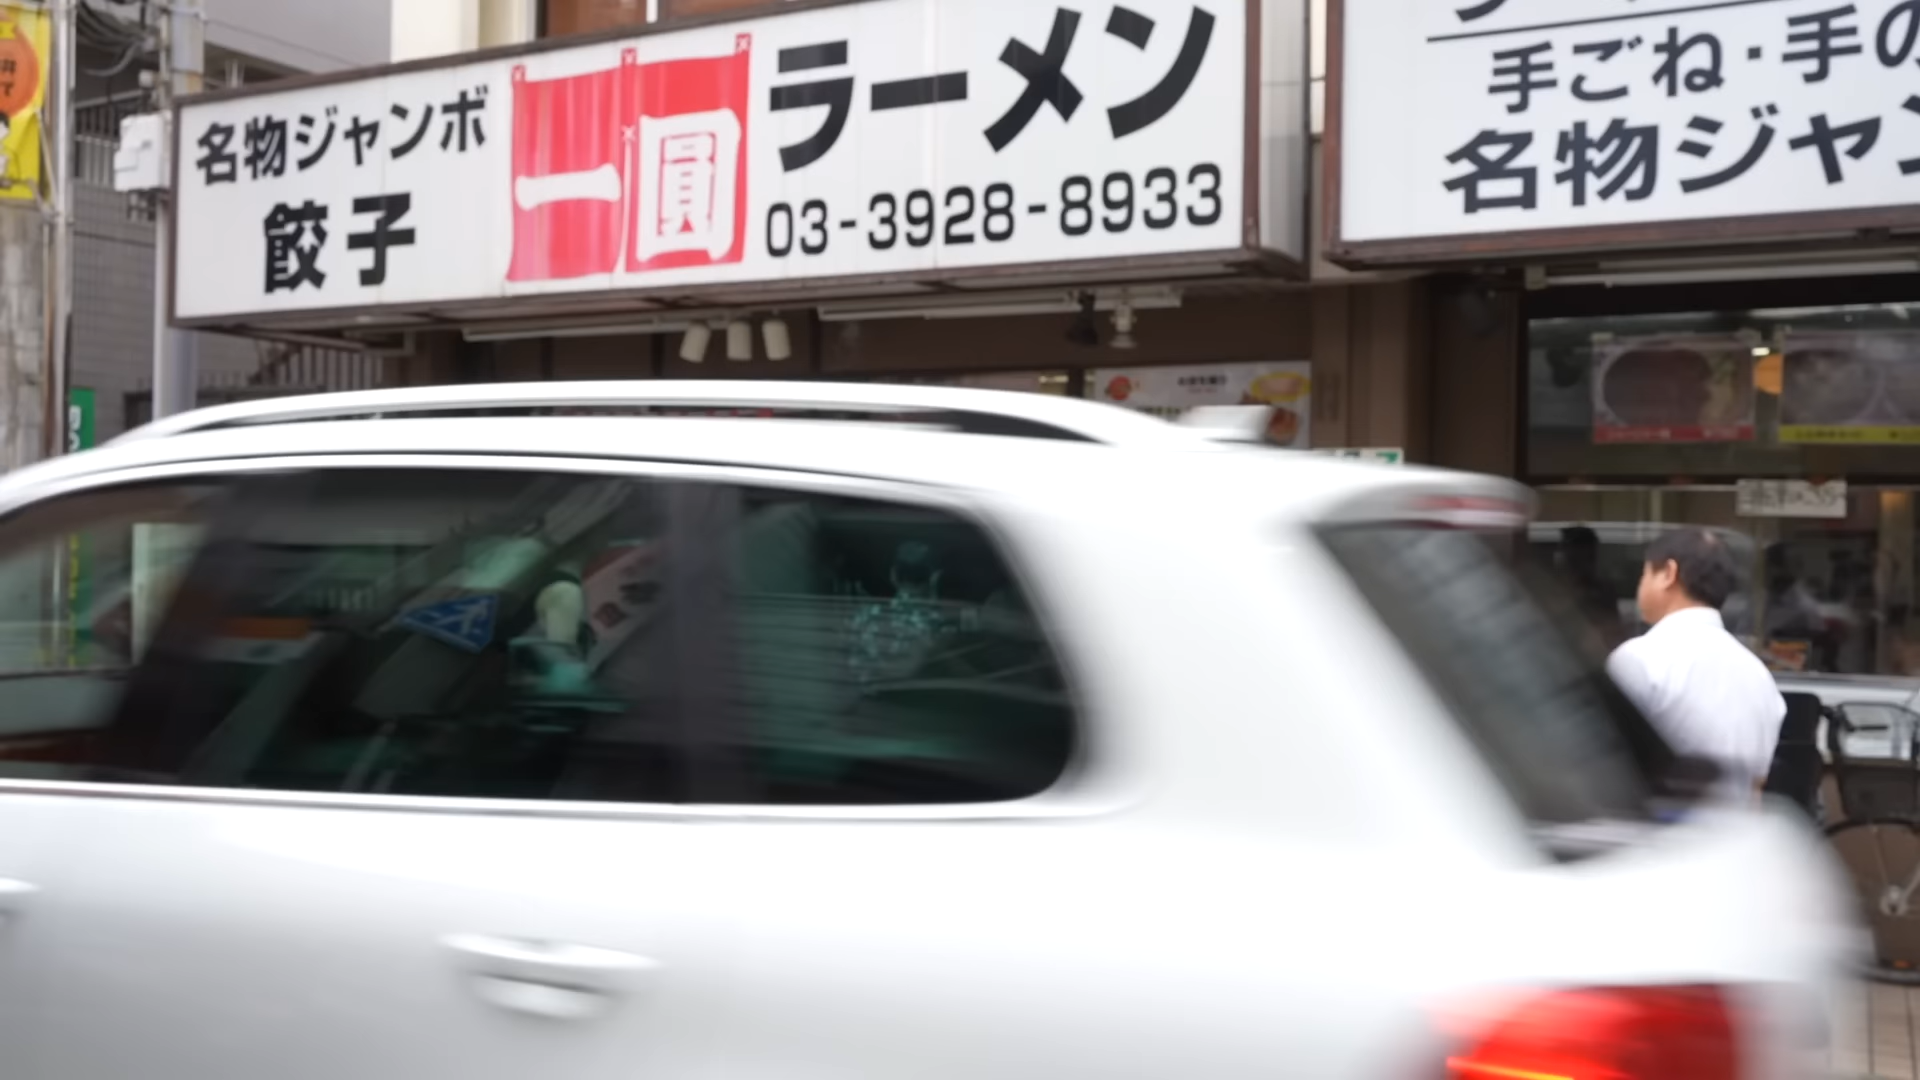 名物ジャンボ
餃子
一圓
ラーメン
03-3928-8933
手ごね・手の
名物ジャン